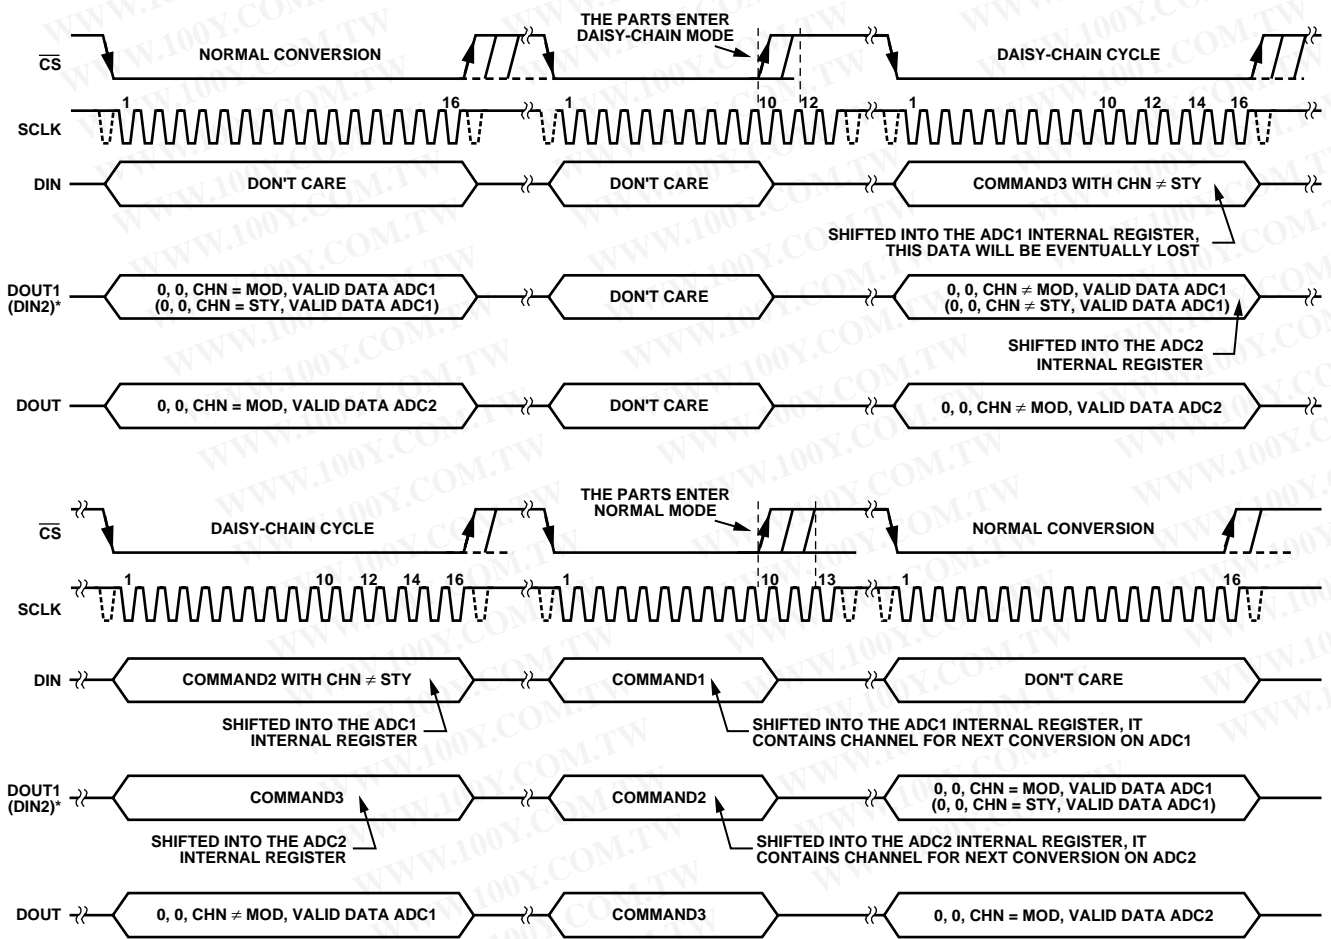 THE PARTS ENTER
DAISY-CHAIN MODE
CS
NORMAL CONVERSION
DAISY-CHAIN CYCLE
SCLK
1 16 1 10 12 1 10 12 14 16
DIN
DON'T CARE
DON'T CARE
COMMAND3 WITH CHN ≠ STY
SHIFTED INTO THE ADC1 INTERNAL REGISTER,
THIS DATA WILL BE EVENTUALLY LOST
DOUT1
(DIN2)*
0, 0, CHN = MOD, VALID DATA ADC1
(0, 0, CHN = STY, VALID DATA ADC1)
DON'T CARE
0, 0, CHN ≠ MOD, VALID DATA ADC1
(0, 0, CHN ≠ STY, VALID DATA ADC1)
SHIFTED INTO THE ADC2
INTERNAL REGISTER
DOUT
0, 0, CHN = MOD, VALID DATA ADC2
DON'T CARE
0, 0, CHN ≠ MOD, VALID DATA ADC2
THE PARTS ENTER
NORMAL MODE
CS
DAISY-CHAIN CYCLE
NORMAL CONVERSION
SCLK
1 10 12 14 16 1 10 13 1 16
DIN
COMMAND2 WITH CHN ≠ STY
COMMAND1
DON'T CARE
SHIFTED INTO THE ADC1
INTERNAL REGISTER
SHIFTED INTO THE ADC1 INTERNAL REGISTER, IT
CONTAINS CHANNEL FOR NEXT CONVERSION ON ADC1
DOUT1
(DIN2)*
COMMAND3
COMMAND2
0, 0, CHN = MOD, VALID DATA ADC1
(0, 0, CHN = STY, VALID DATA ADC1)
SHIFTED INTO THE ADC2
INTERNAL REGISTER
SHIFTED INTO THE ADC2 INTERNAL REGISTER, IT
CONTAINS CHANNEL FOR NEXT CONVERSION ON ADC2
DOUT
0, 0, CHN ≠ MOD, VALID DATA ADC1
COMMAND3
0, 0, CHN = MOD, VALID DATA ADC2
WWW.100Y.COM.TW